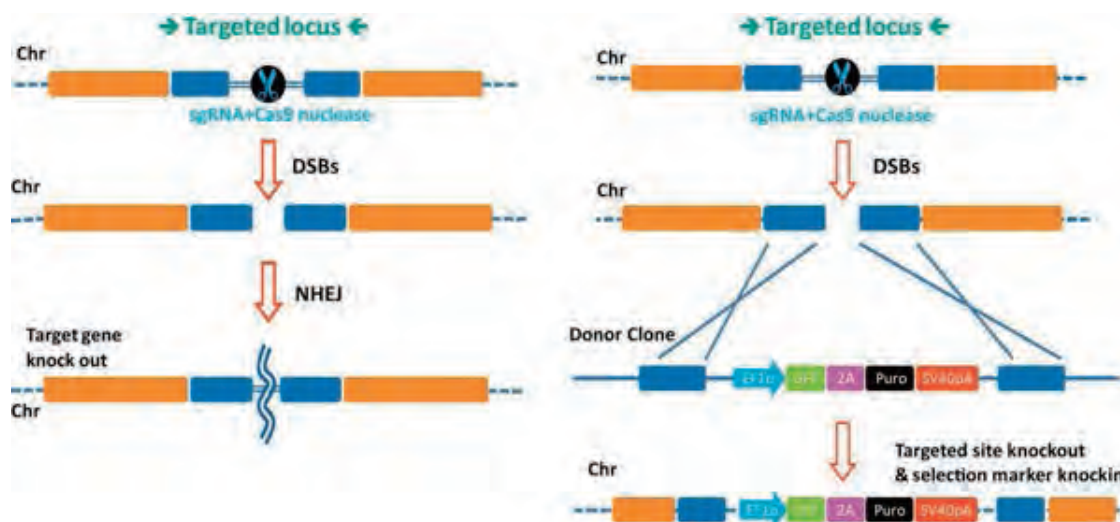 → Targeted locus ←
Chr
sgRNA+Cas9 nuclease
DSBs
Chr
NHEJ
Target gene
knock out
Chr
→ Targeted locus ←
Chr
sgRNA+Cas9 nuclease
DSBs
Chr
Donor Clone
EF1α 2A Puro SV40pA
Targeted site knockout
& selection marker knockin
Chr
EF1α 2A Puro SV40pA